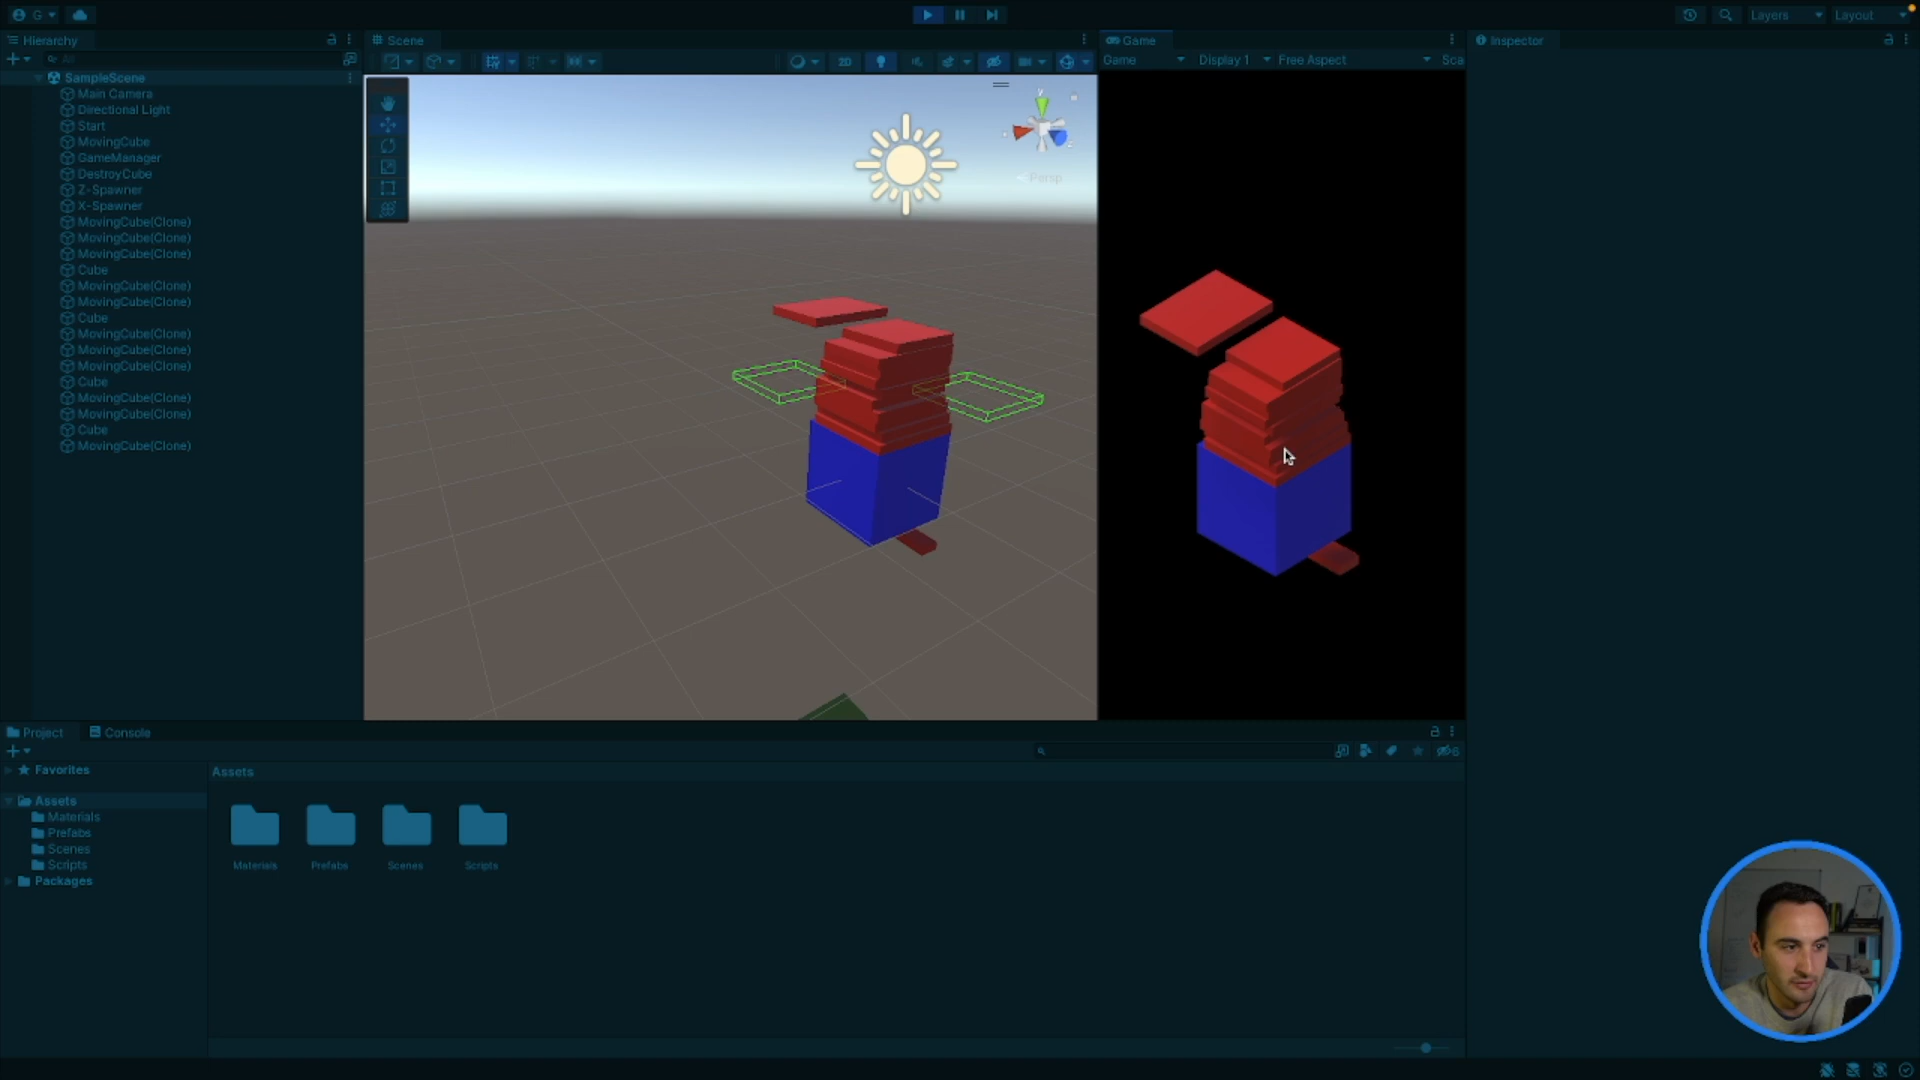 G
Layers
Layout
Hierarchy
All
SampleScene
Main Camera
Directional Light
Start
MovingCube
GameManager
DestroyCube
Z-Spawner
X-Spawner
MovingCube(Clone)
MovingCube(Clone)
MovingCube(Clone)
Cube
MovingCube(Clone)
MovingCube(Clone)
Cube
MovingCube(Clone)
MovingCube(Clone)
MovingCube(Clone)
Cube
MovingCube(Clone)
MovingCube(Clone)
Cube
MovingCube(Clone)
Scene
2D
y
z
Persp
Game
Game
Display 1
Free Aspect
Sca
Inspector
Project
Console
6
Favorites
Assets
Materials
Prefabs
Scenes
Scripts
Packages
Assets
Materials
Prefabs
Scenes
Scripts